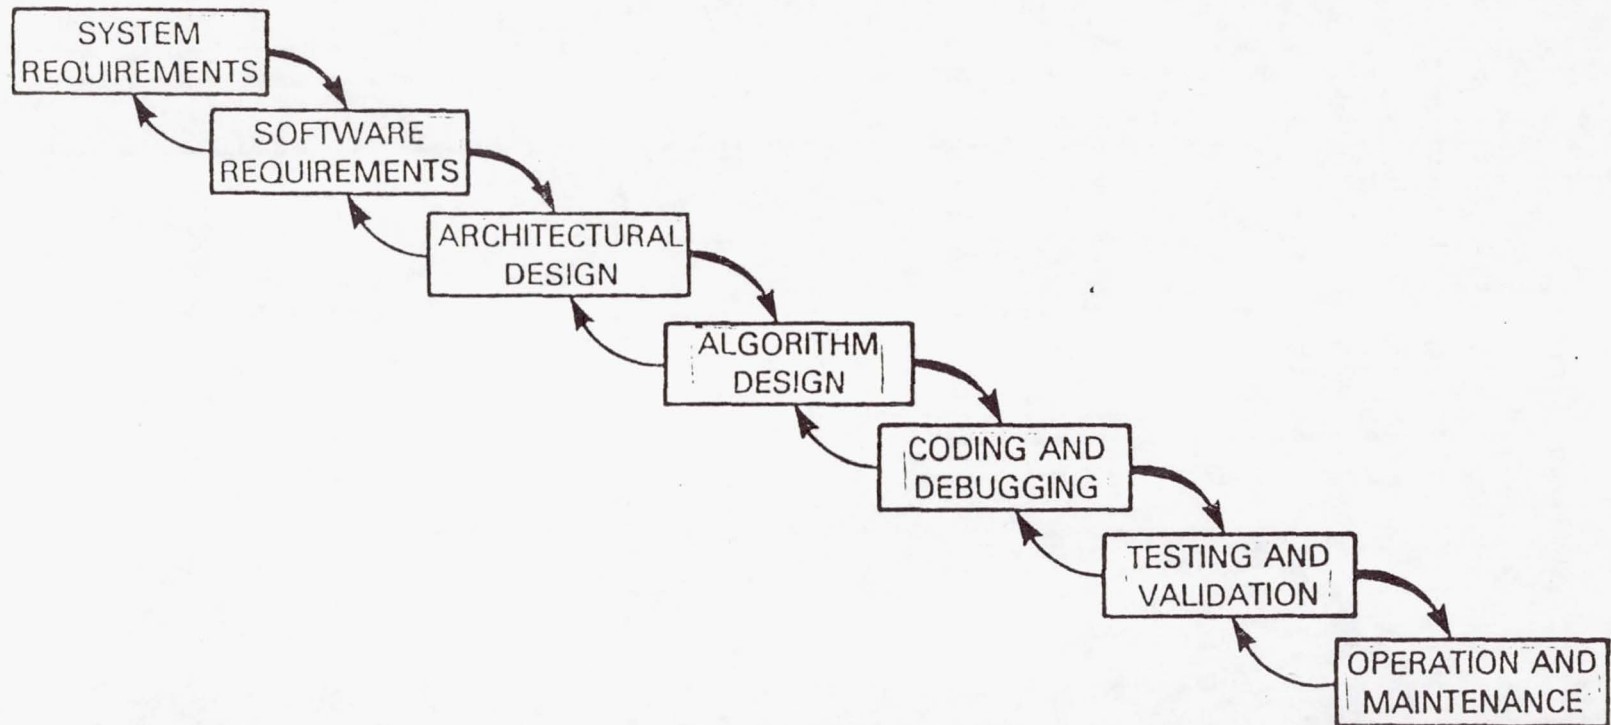 SYSTEM
REQUIREMENTS
SOFTWARE
REQUIREMENTS
ARCHITECTURAL
DESIGN
ALGORITHM
DESIGN
CODING AND
DEBUGGING
TESTING AND
VALIDATION
OPERATION AND
MAINTENANCE